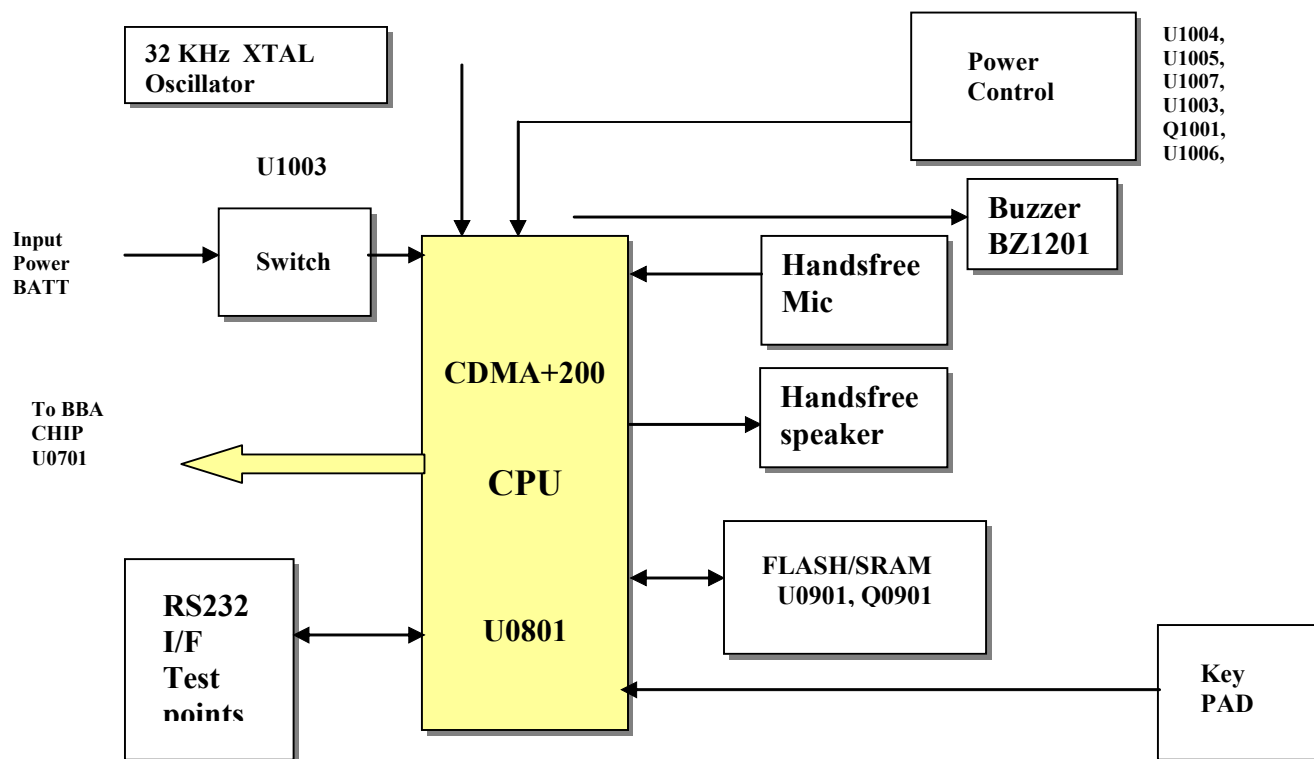 32 KHz XTAL
Oscillator
Power
Control
U1004,
U1005,
U1007,
U1003,
Q1001,
U1006,
U1003
Switch
Input
Power
BATT
Buzzer
BZ1201
Handsfree
Mic
CDMA+200
CPU
U0801
Handsfree
speaker
To BBA
CHIP
U0701
FLASH/SRAM
U0901, Q0901
RS232
I/F
Test
points
Key
PAD